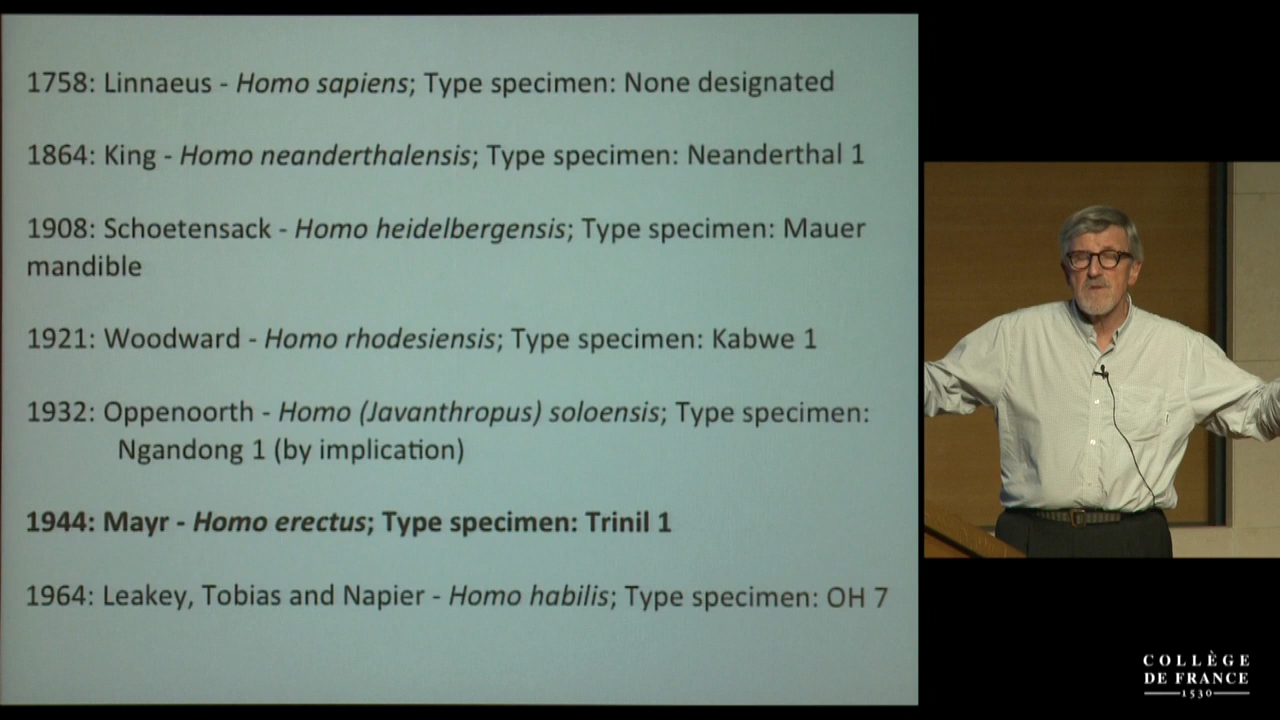 1758: Linnaeus - Homo sapiens; Type specimen: None designated
1864: King - Homo neanderthalensis; Type specimen: Neanderthal 1
1908: Schoetensack - Homo heidelbergensis; Type specimen: Mauer
mandible
1921: Woodward - Homo rhodesiensis; Type specimen: Kabwe 1
1932: Oppenoorth - Homo (Javanthropus) soloensis; Type specimen:
Ngandong 1 (by implication)
1944: Mayr - Homo erectus; Type specimen: Trinil 1
1964: Leakey, Tobias and Napier - Homo habilis; Type specimen: OH 7
COLLÈGE
DE FRANCE
1530